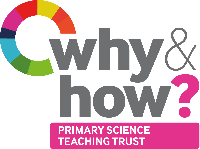 why&
how?
PRIMARY SCIENCE
TEACHING TRUST